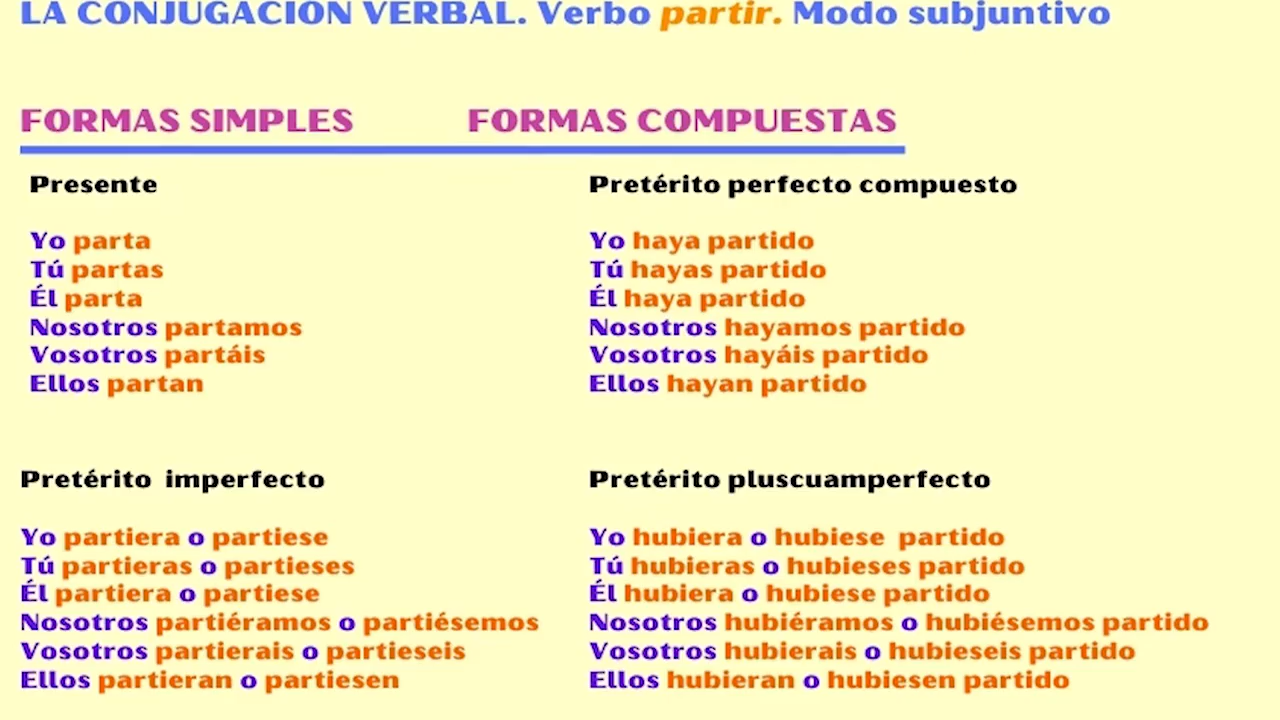 LA CONJUGACIÓN VERBAL. Verbo partir. Modo subjuntivo
FORMAS SIMPLES
FORMAS COMPUESTAS
Presente
Yo parta
Tú partas
Él parta
Nosotros partamos
Vosotros partáis
Ellos partan
Pretérito perfecto compuesto
Yo haya partido
Tú hayas partido
Él haya partido
Nosotros hayamos partido
Vosotros hayáis partido
Ellos hayan partido
Pretérito imperfecto
Yo partiera o partiese
Tú partieras o partieses
Él partiera o partiese
Nosotros partiéramos o partiésemos
Vosotros partierais o partieseis
Ellos partieran o partiesen
Pretérito pluscuamperfecto
Yo hubiera o hubiese partido
Tú hubieras o hubieses partido
Él hubiera o hubiese partido
Nosotros hubiéramos o hubiésemos partido
Vosotros hubierais o hubieseis partido
Ellos hubieran o hubiesen partido